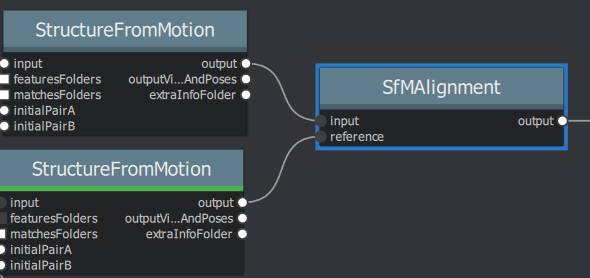 StructureFromMotion
input output
featuresFolders outputVi...AndPoses
matchesFolders extraInfoFolder
initialPairA
initialPairB
SfMAlignment
input output
reference
StructureFromMotion
input output
featuresFolders outputVi...AndPoses
matchesFolders extraInfoFolder
initialPairA
initialPairB